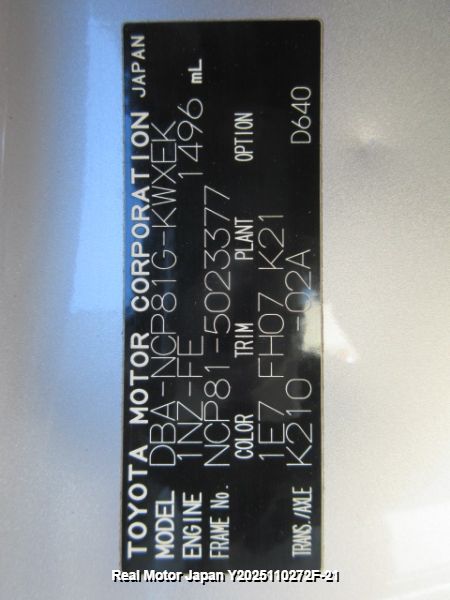 TOYOTA MOTOR CORPORATION JAPAN
MODEL DBA-NCP81G-KWXEK
ENGINE 1NZ-FE 1496 mL
FRAME No. NCP81-5023377
COLOR TRIM PLANT OPTION
1E7 FH07 K21
TRANS./AXLE K210 -02A D640
Real Motor Japan Y2025110272F-21